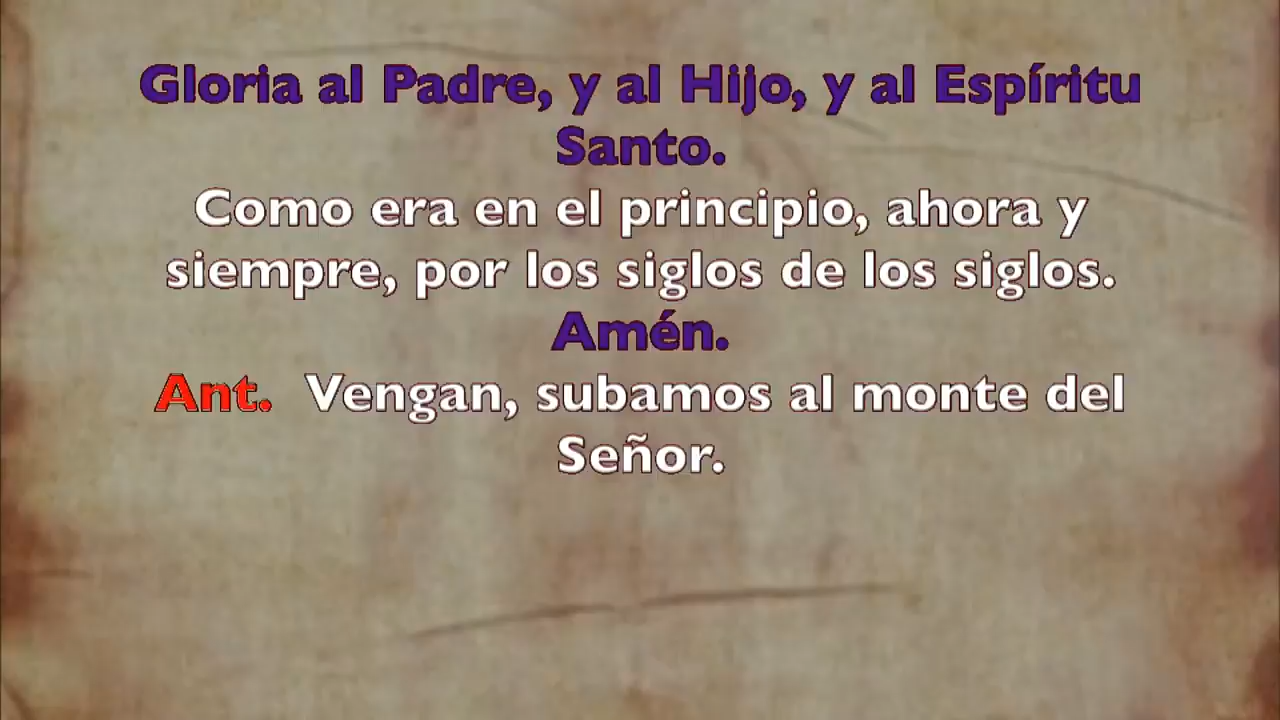 Gloria al Padre, y al Hijo, y al Espíritu
Santo.
Como era en el principio, ahora y
siempre, por los siglos de los siglos.
Amén.
Ant. Vengan, subamos al monte del
Señor.